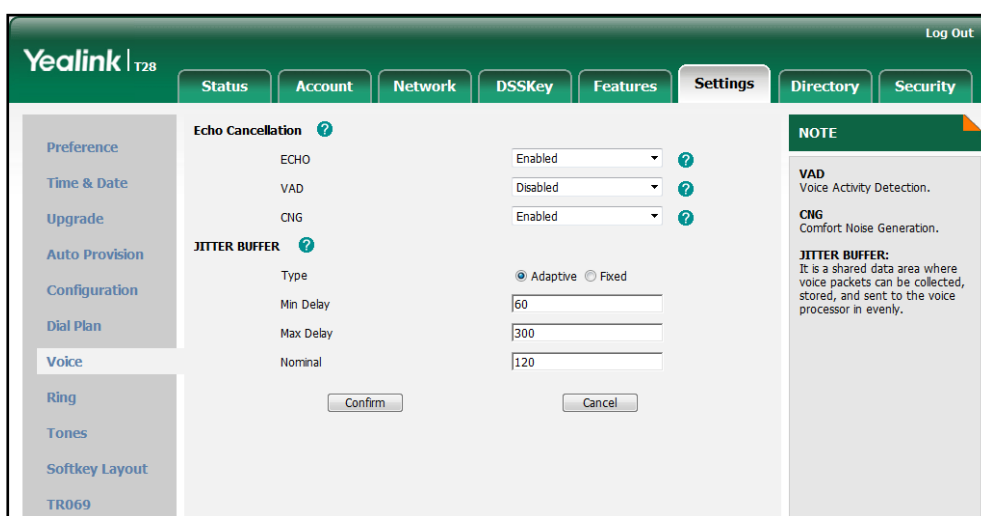 Log Out
Yealink T28
Status Account Network DSSKey Features Settings Directory Security
Preference
Time & Date
Upgrade
Auto Provision
Configuration
Dial Plan
Voice
Ring
Tones
Softkey Layout
TR069
Echo Cancellation ?
ECHO Enabled ?
VAD Disabled ?
CNG Enabled ?
JITTER BUFFER ?
Type Adaptive Fixed
Min Delay 60
Max Delay 300
Nominal 120
Confirm Cancel
NOTE
VAD
Voice Activity Detection.
CNG
Comfort Noise Generation.
JITTER BUFFER:
It is a shared data area where
voice packets can be collected,
stored, and sent to the voice
processor in evenly.